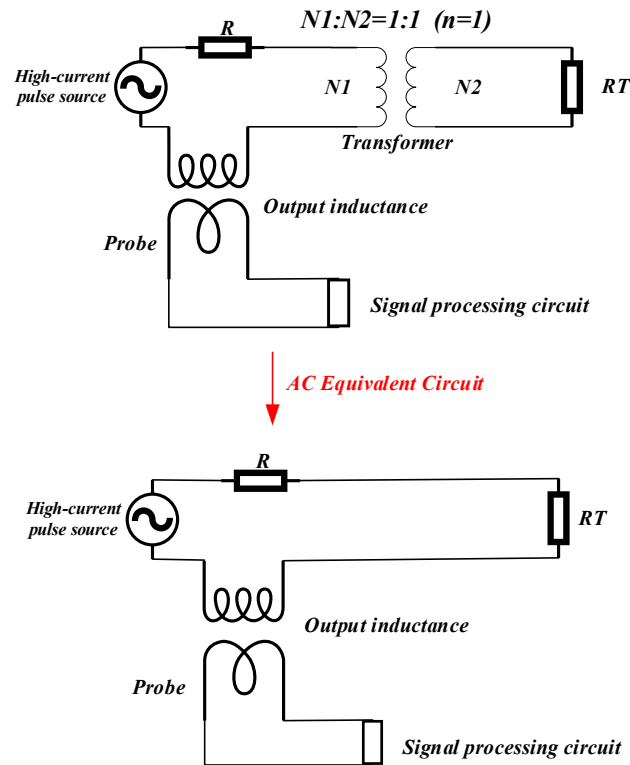 N1:N2=1:1 (n=1)
R
High-current
pulse source
N1
N2
RT
Transformer
Output inductance
Probe
Signal processing circuit
AC Equivalent Circuit
R
High-current
pulse source
RT
Output inductance
Probe
Signal processing circuit